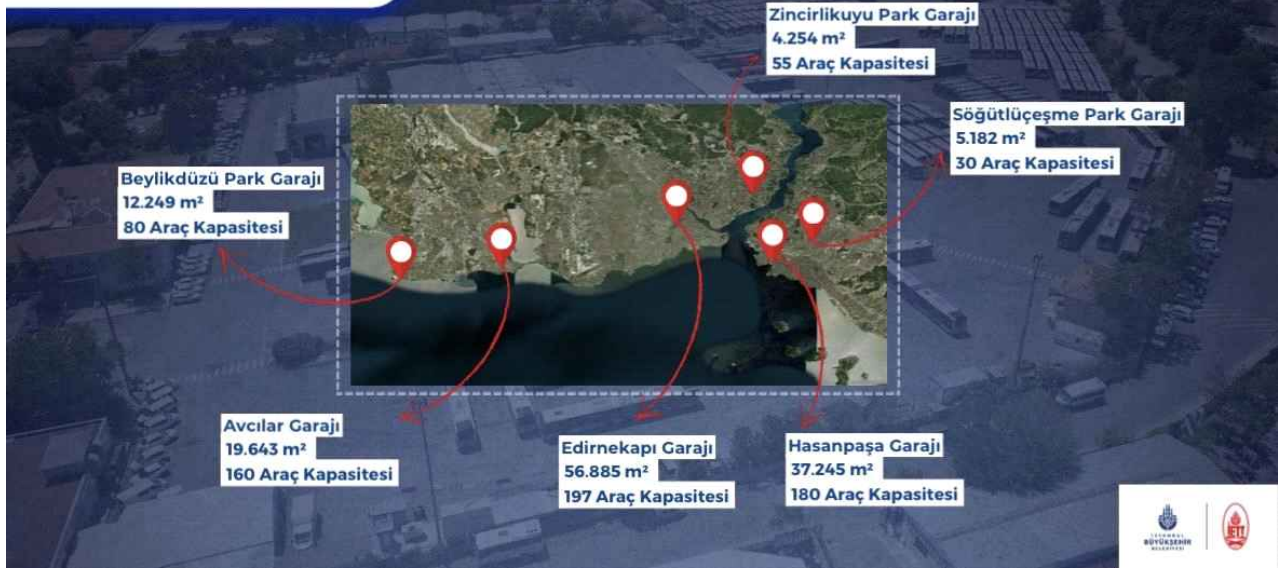 Zincirlikuyu Park Garajı
4.254 m²
55 Araç Kapasitesi
Söğütlüçeşme Park Garajı
5.182 m²
30 Araç Kapasitesi
Beylikdüzü Park Garajı
12.249 m²
80 Araç Kapasitesi
Avcılar Garajı
19.643 m²
160 Araç Kapasitesi
Edirnekapı Garajı
56.885 m²
197 Araç Kapasitesi
Hasanpaşa Garajı
37.245 m²
180 Araç Kapasitesi
İSTANBUL
BÜYÜKŞEHİR
BELEDİYESİ
İETT